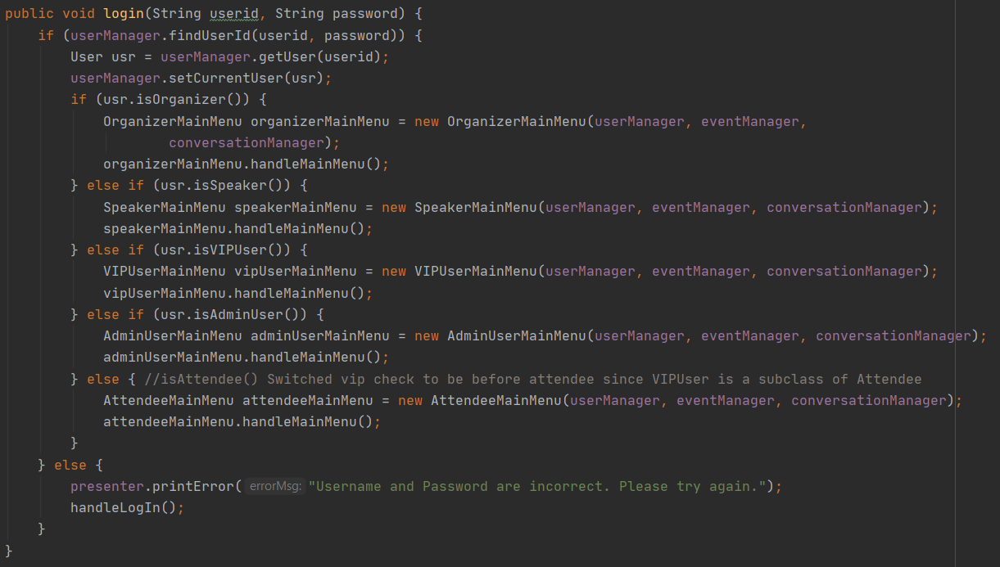 public void login(String userid, String password) {
    if (userManager.findUserId(userid, password)) {
        User usr = userManager.getUser(userid);
        userManager.setCurrentUser(usr);
        if (usr.isOrganizer()) {
            OrganizerMainMenu organizerMainMenu = new OrganizerMainMenu(userManager, eventManager,
                    conversationManager);
            organizerMainMenu.handleMainMenu();
        } else if (usr.isSpeaker()) {
            SpeakerMainMenu speakerMainMenu = new SpeakerMainMenu(userManager, eventManager, conversationManager);
            speakerMainMenu.handleMainMenu();
        } else if (usr.isVIPUser()) {
            VIPUserMainMenu vipUserMainMenu = new VIPUserMainMenu(userManager, eventManager, conversationManager);
            vipUserMainMenu.handleMainMenu();
        } else if (usr.isAdminUser()) {
            AdminUserMainMenu adminUserMainMenu = new AdminUserMainMenu(userManager, eventManager, conversationManager);
            adminUserMainMenu.handleMainMenu();
        } else { //isAttendee() Switched vip check to be before attendee since VIPUser is a subclass of Attendee
            AttendeeMainMenu attendeeMainMenu = new AttendeeMainMenu(userManager, eventManager, conversationManager);
            attendeeMainMenu.handleMainMenu();
        }
    } else {
        presenter.printError( errorMsg: "Username and Password are incorrect. Please try again.");
        handleLogIn();
    }
}